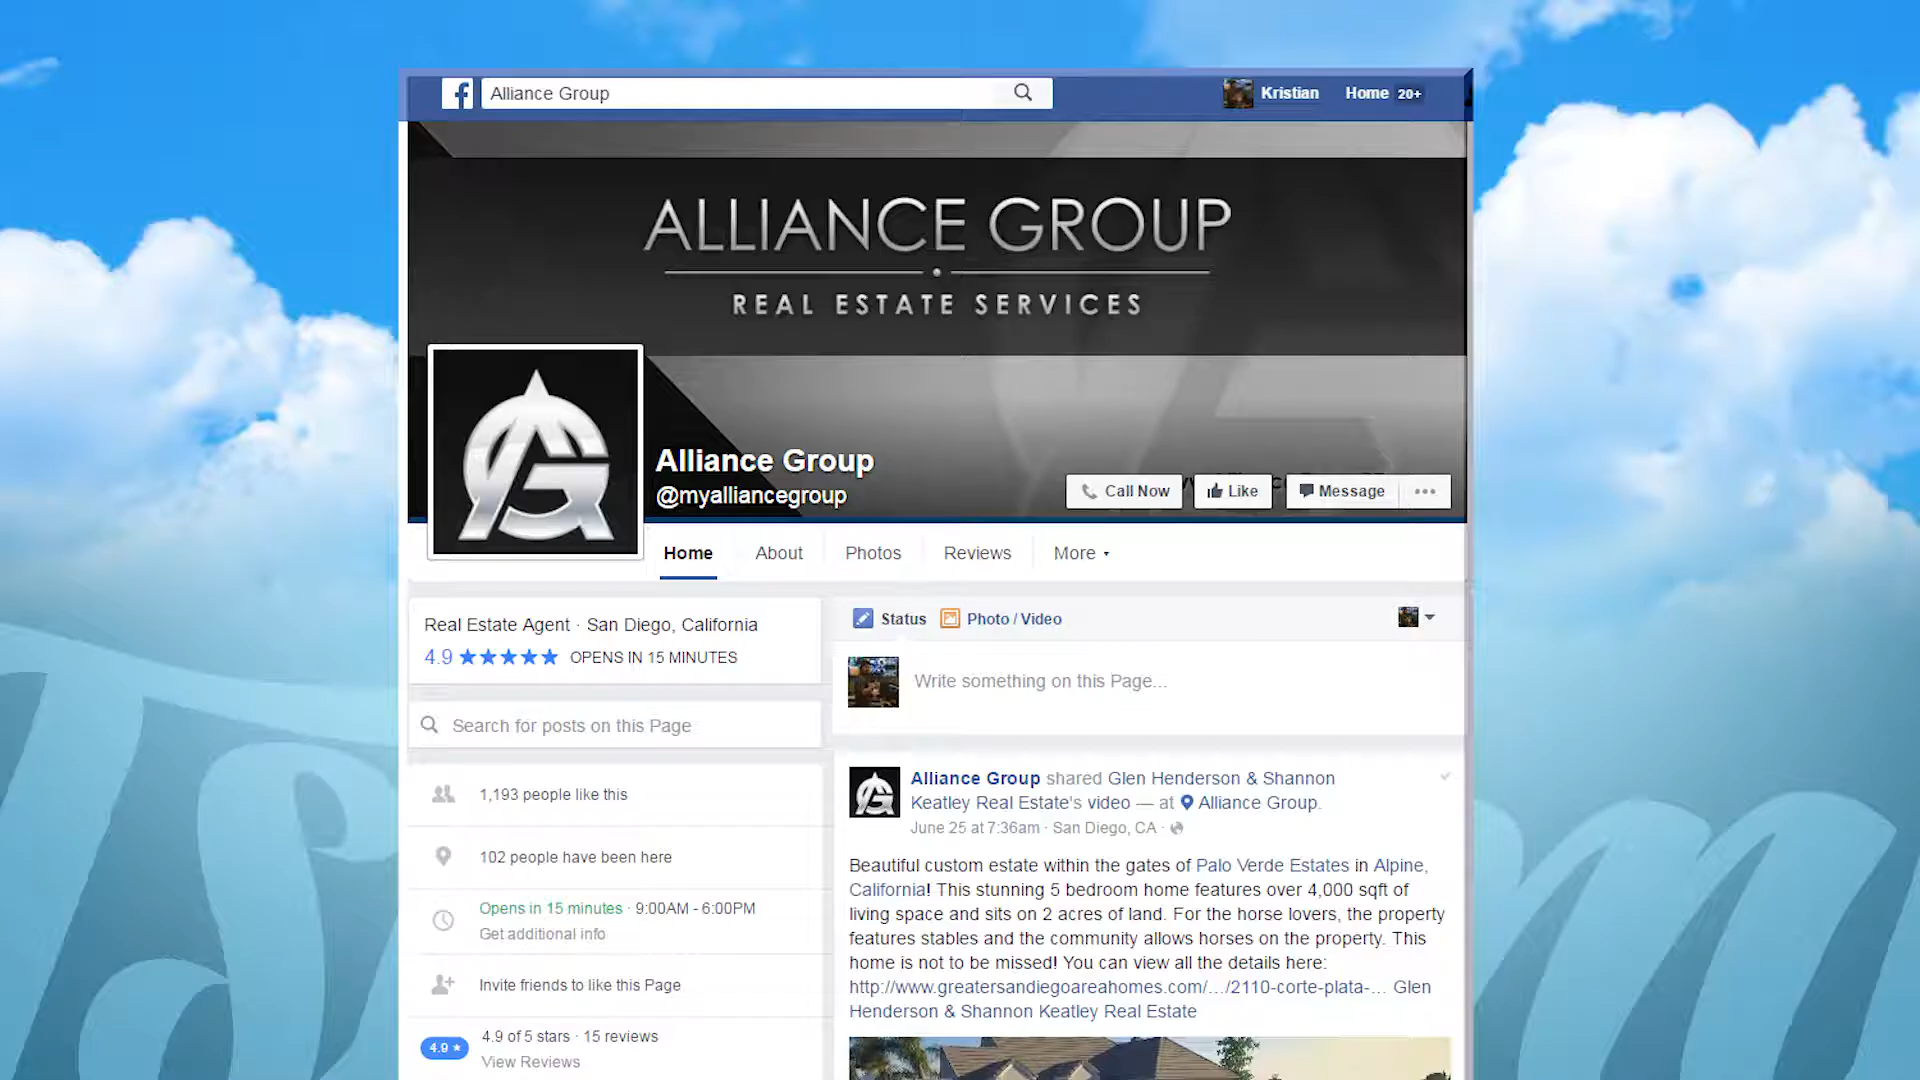 Alliance Group
Kristian
Home 20+
ALLIANCE GROUP
REAL ESTATE SERVICES
AG
Alliance Group
@myalliancegroup
Call Now
Like
Message
Home
About
Photos
Reviews
More
Real Estate Agent · San Diego, California
4.9 ★★★★★ OPENS IN 15 MINUTES
Search for posts on this Page
1,193 people like this
102 people have been here
Opens in 15 minutes · 9:00AM - 6:00PM
Get additional info
Invite friends to like this Page
4.9 ★
4.9 of 5 stars · 15 reviews
View Reviews
Status
Photo / Video
Write something on this Page...
Alliance Group shared Glen Henderson & Shannon
Keatley Real Estate's video — at Alliance Group.
June 25 at 7:36am · San Diego, CA ·
Beautiful custom estate within the gates of Palo Verde Estates in Alpine,
California! This stunning 5 bedroom home features over 4,000 sqft of
living space and sits on 2 acres of land. For the horse lovers, the property
features stables and the community allows horses on the property. This
home is not to be missed! You can view all the details here:
http://www.greatersandiegoareahomes.com/.../2110-corte-plata-... Glen
Henderson & Shannon Keatley Real Estate